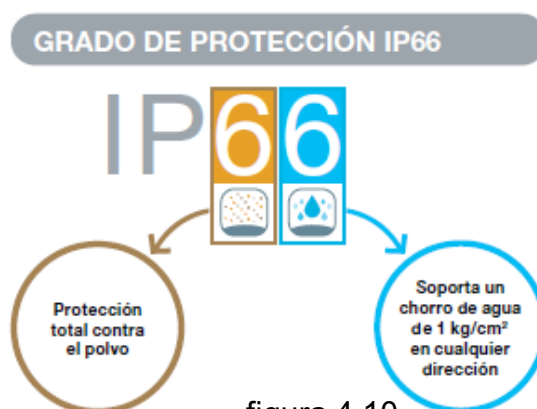 GRADO DE PROTECCIÓN IP66
IP66
Protección
total contra
el polvo
Soporta un
chorro de agua
de 1 kg/cm²
en cualquier
dirección
figura 4.10